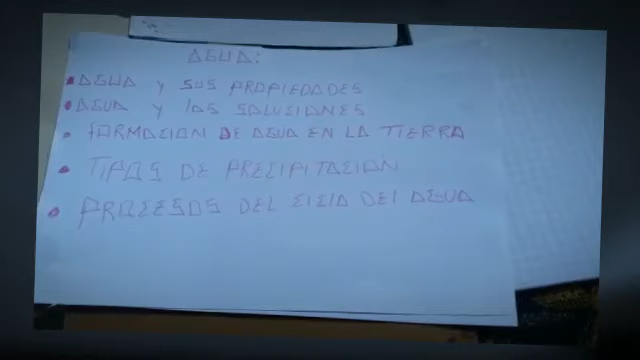 AGUA:
AGUA Y SUS PROPIEDADES
AGUA Y LAS SOLUCIONES
FORMACION DE AGUA EN LA TIERRA
TIPOS DE PRECIPITACION
PROCESOS DEL CICLO DEL AGUA